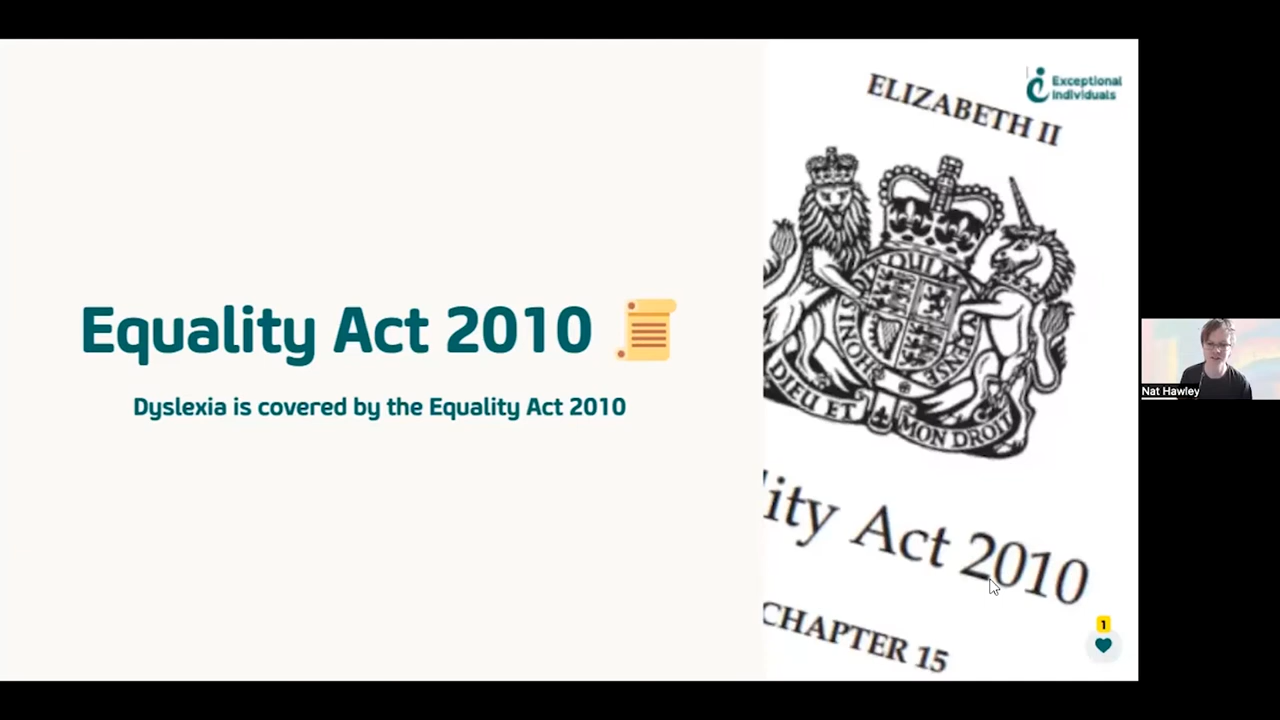 Equality Act 2010
Dyslexia is covered by the Equality Act 2010
Exceptional
Individuals
ELIZABETH II
DIEU ET MON DROIT
lity Act 2010
CHAPTER 15
1
Nat Hawley